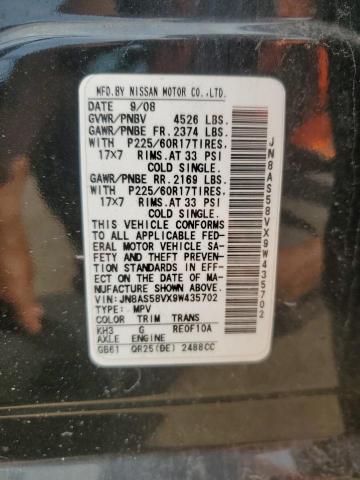 MFD.BY NISSAN MOTOR CO.,LTD.
DATE 9/08
GVWR/PNBV 4526 LBS.
GAWR/PNBE FR.2374 LBS.
WITH P225/60R17TIRES,
17×7 RIMS.AT 33 PSI
COLD SINGLE.
GAWR/PNBE RR.2169 LBS.
WITH P225/60R17TIRES,
17×7 RIMS.AT 33 PSI
COLD SINGLE.
THIS VEHICLE CONFORMS
TO ALL APPLICABLE FED-
ERAL MOTOR VEHICLE SA-
FETY AND THEFT PREVEN-
TION STANDARDS IN EFF-
ECT ON THE DATE OF MA-
NUFACTURE SHOWN ABOVE.
VIN:JN8AS58VX9W435702
TYPE: MPV
COLOR TRIM TRANS
KH3 G RE0F10A
AXLE ENGINE
GB61 QR25(DE) 2488CC
JN8AS58VX9W435702